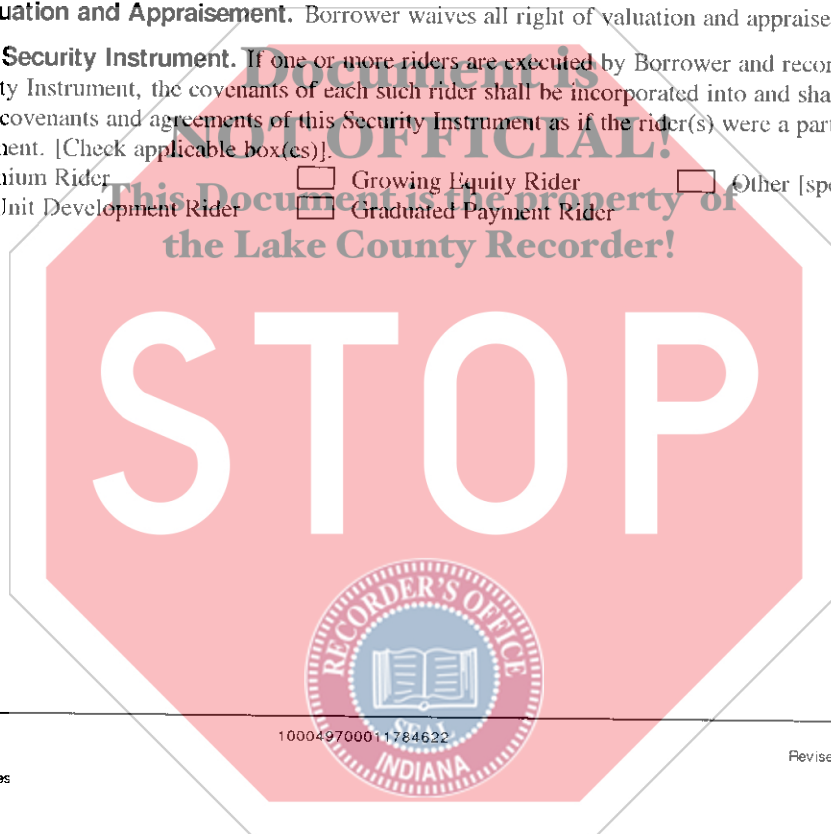 uation and Appraisement. Borrower waives all right of valuation and appraise
Security Instrument. If one or more riders are executed by Borrower and recor
ty Instrument, the covenants of each such rider shall be incorporated into and sha
covenants and agreements of this Security Instrument as if the rider(s) were a part
nent. [Check applicable box(es)].
nium Rider Growing Equity Rider Other [spe
Unit Development Rider Graduated Payment Rider
Document is
NOT OFFICIAL!
This Document is the property of
the Lake County Recorder!
STOP
RECORDER'S OFFICE
SEAL
INDIANA
100049700011784622
Revise
es